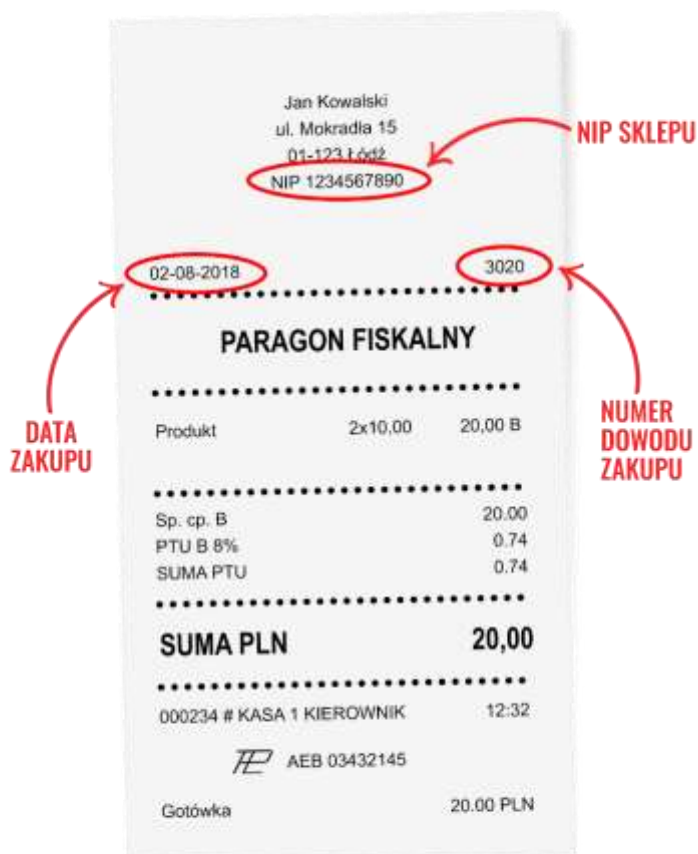 Jan Kowalski
ul. Mokradła 15
01-123 Łódź
NIP 1234567890
NIP SKLEPU
02-08-2018 3020
PARAGON FISKALNY
DATA
ZAKUPU
NUMER
DOWODU
ZAKUPU
Produkt 2x10,00 20,00 B
Sp. cp. B 20.00
PTU B 8% 0.74
SUMA PTU 0.74
SUMA PLN 20,00
000234 # KASA 1 KIEROWNIK 12:32
AEB 03432145
Gotówka 20.00 PLN